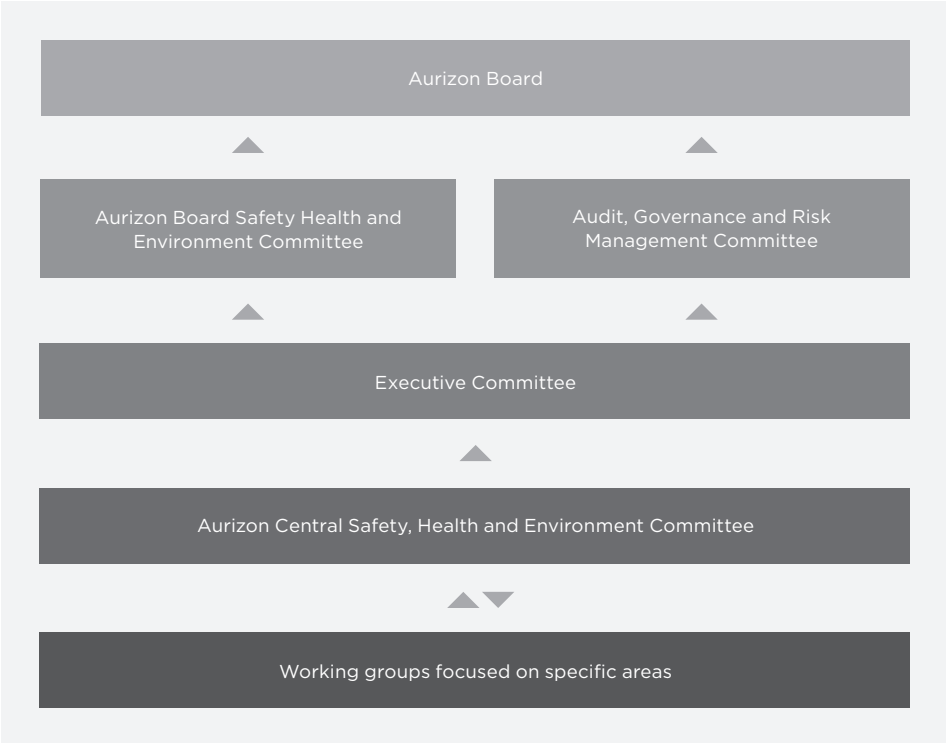 Aurizon Board
Aurizon Board Safety Health and
Environment Committee
Audit, Governance and Risk
Management Committee
Executive Committee
Aurizon Central Safety, Health and Environment Committee
Working groups focused on specific areas